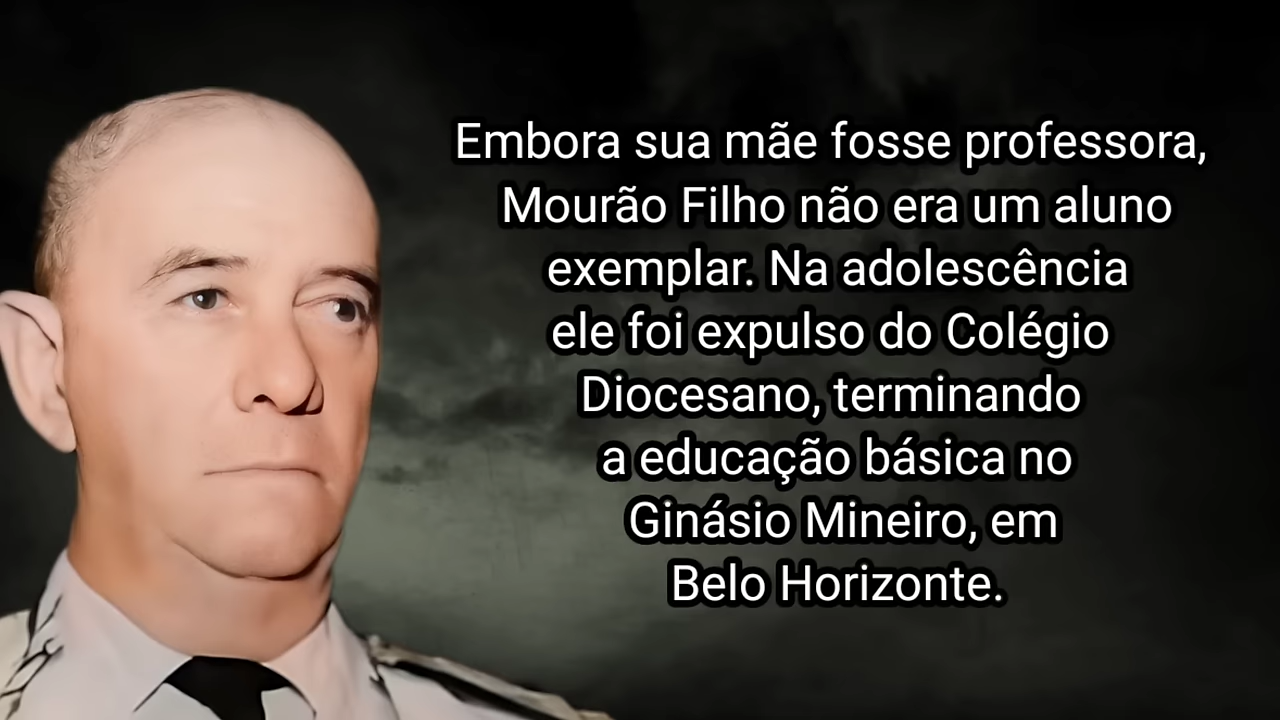 Embora sua mãe fosse professora,
Mourão Filho não era um aluno
exemplar. Na adolescência
ele foi expulso do Colégio
Diocesano, terminando
a educação básica no
Ginásio Mineiro, em
Belo Horizonte.